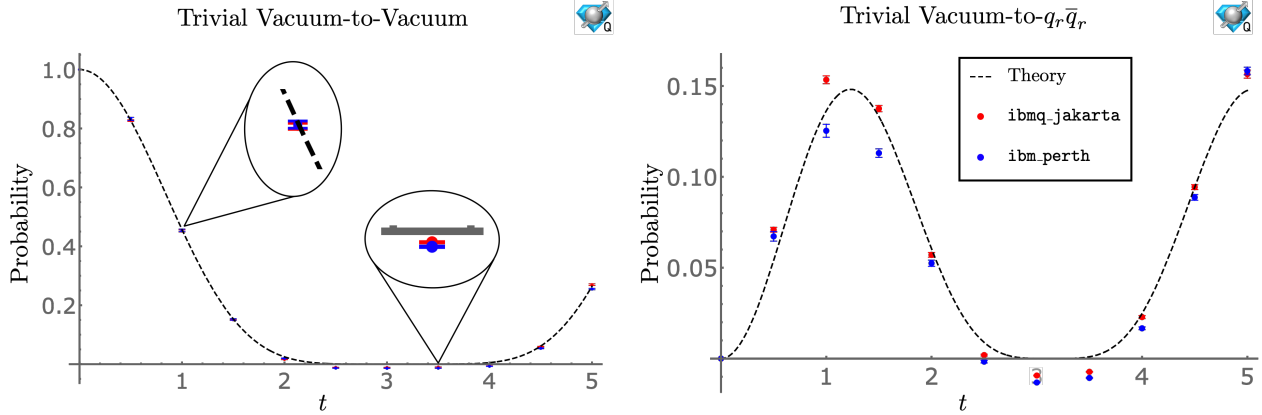 Trivial Vacuum-to-Vacuum
Q
1.0
0.8
0.6
0.4
0.2
1 2 3 4 5
Probability
t
Trivial Vacuum-to-$q_r\overline{q}_r$
Q
Theory
ibmq_jakarta
ibm_perth
0.15
0.10
0.05
1 2 3 4 5
Probability
t